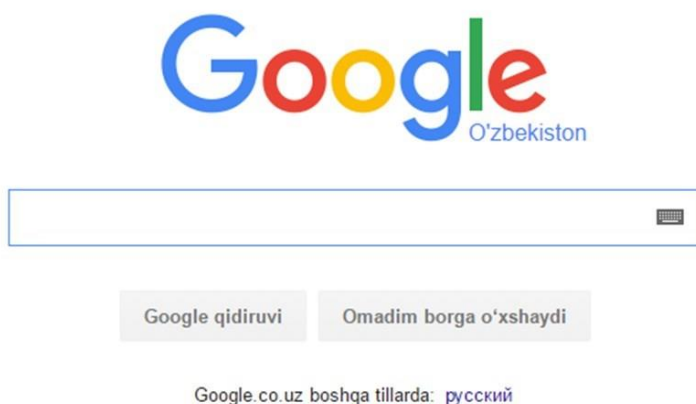 Google
O'zbekiston
Google qidiruvi Omadim borga o‘xshaydi
Google.co.uz boshqa tillarda: русский